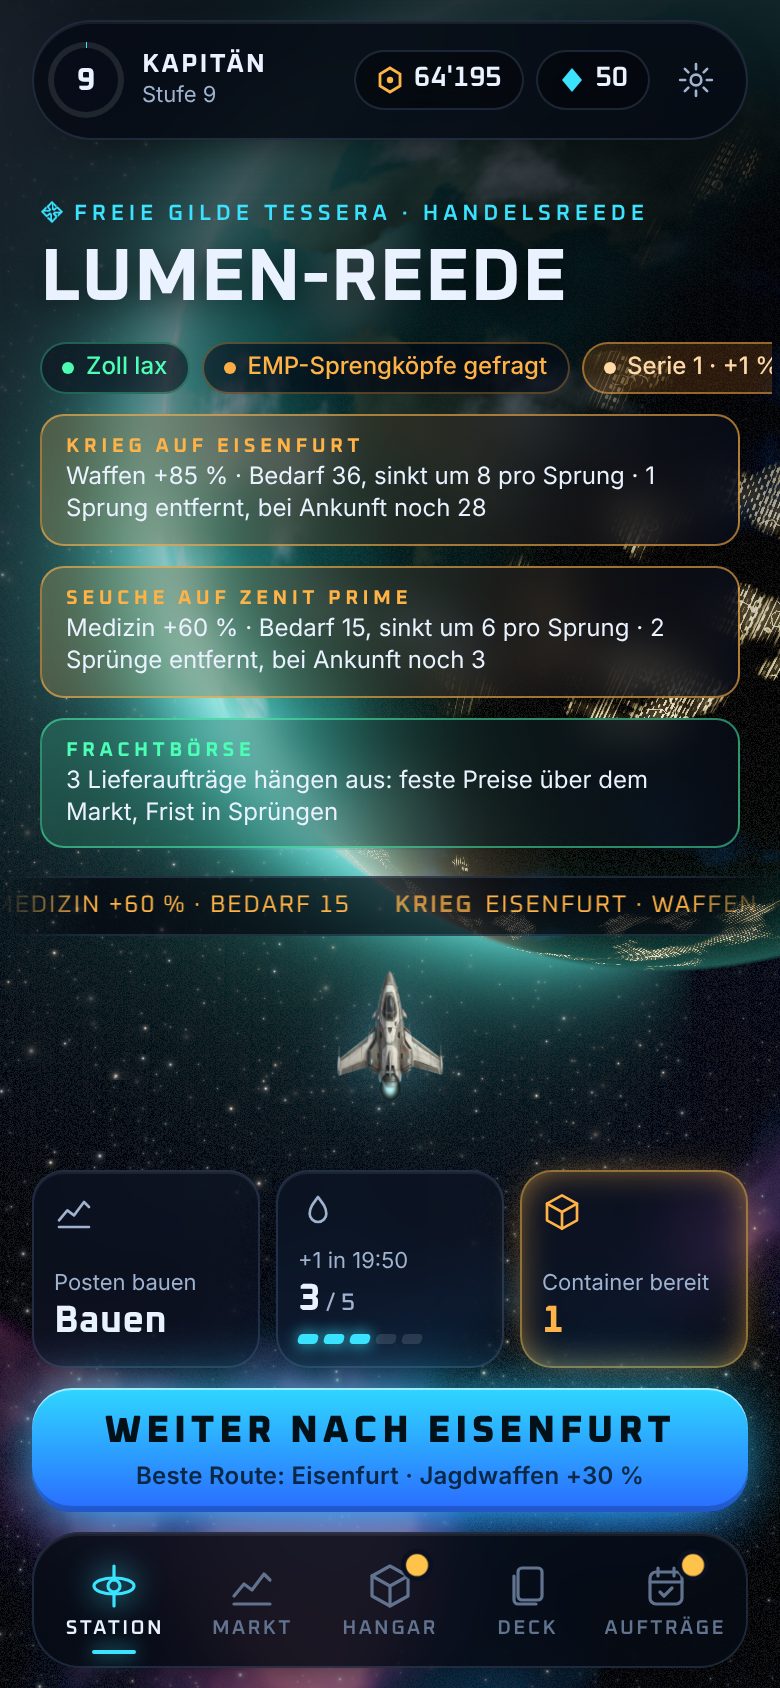 9
KAPITÄN
Stufe 9
64'195
50
FREIE GILDE TESSERA · HANDELSREEDE
LUMEN-REEDE
Zoll lax
EMP-Sprengköpfe gefragt
Serie 1 · +1 %
KRIEG AUF EISENFURT
Waffen +85 % · Bedarf 36, sinkt um 8 pro Sprung · 1
Sprung entfernt, bei Ankunft noch 28
SEUCHE AUF ZENIT PRIME
Medizin +60 % · Bedarf 15, sinkt um 6 pro Sprung · 2
Sprünge entfernt, bei Ankunft noch 3
FRACHTBÖRSE
3 Lieferaufträge hängen aus: feste Preise über dem
Markt, Frist in Sprüngen
EDIZIN +60 % · BEDARF 15 KRIEG EISENFURT · WAFFEN
Posten bauen
Bauen
+1 in 19:50
3 / 5
Container bereit
1
WEITER NACH EISENFURT
Beste Route: Eisenfurt · Jagdwaffen +30 %
STATION
MARKT
HANGAR
DECK
AUFTRÄGE